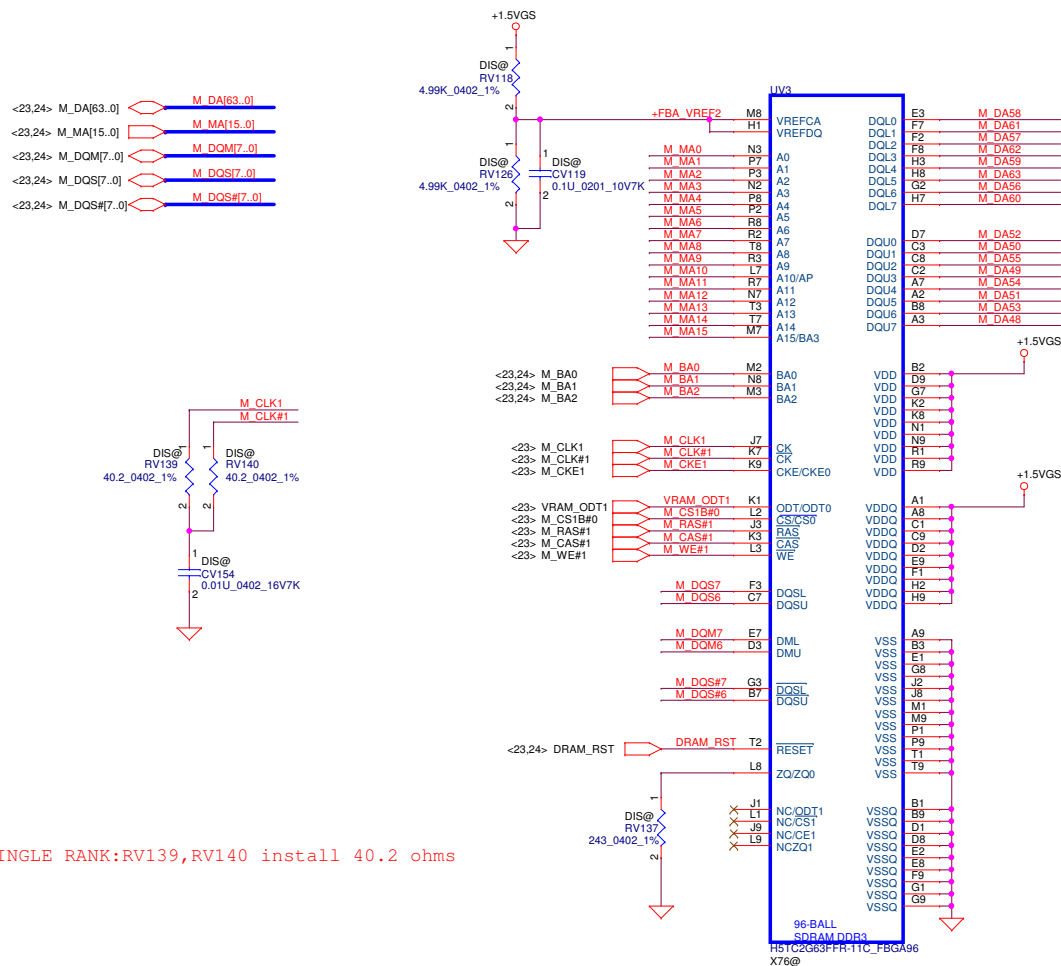 +1.5VGS
1
DIS@
RV118
4.99K_0402_1%
2
1
DIS@
RV126
4.99K_0402_1%
2
1
DIS@
CV119
0.1U_0201_10V7K
2
<23,24> M_DA[63..0] M_DA[63..0]
<23,24> M_MA[15..0] M_MA[15..0]
<23,24> M_DQM[7..0] M_DQM[7..0]
<23,24> M_DQS[7..0] M_DQS[7..0]
<23,24> M_DQS#[7..0] M_DQS#[7..0]
UV3
+FBA_VREF2 M8 VREFCA
H1 VREFDQ
M_MA0 N3 A0
M_MA1 P7 A1
M_MA2 P3 A2
M_MA3 N2 A3
M_MA4 P8 A4
M_MA5 P2 A5
M_MA6 R8 A6
M_MA7 R2 A7
M_MA8 T8 A8
M_MA9 R3 A9
M_MA10 L7 A10/AP
M_MA11 R7 A11
M_MA12 N7 A12
M_MA13 T3 A13
M_MA14 T7 A14
M_MA15 M7 A15/BA3
<23,24> M_BA0 M_BA0 M2 BA0
<23,24> M_BA1 M_BA1 N8 BA1
<23,24> M_BA2 M_BA2 M3 BA2
<23> M_CLK1 M_CLK1 J7 CK
<23> M_CLK#1 M_CLK#1 K7 CK
<23> M_CKE1 M_CKE1 K9 CKE/CKE0
<23> VRAM_ODT1 VRAM_ODT1 K1 ODT/ODT0
<23> M_CS1B#0 M_CS1B#0 L2 CS/CS0
<23> M_RAS#1 M_RAS#1 J3 RAS
<23> M_CAS#1 M_CAS#1 K3 CAS
<23> M_WE#1 M_WE#1 L3 WE
M_DQS7 F3 DQSL
M_DQS6 C7 DQSU
M_DQM7 E7 DML
M_DQM6 D3 DMU
M_DQS#7 G3 DQSL
M_DQS#6 B7 DQSU
<23,24> DRAM_RST DRAM_RST T2 RESET
L8 ZQ/ZQ0
J1 NC/ODT1
L1 NC/CS1
J9 NC/CE1
L9 NCZQ1
DQL0 E3 M_DA58
DQL1 F7 M_DA61
DQL2 F2 M_DA57
DQL3 F8 M_DA62
DQL4 H3 M_DA59
DQL5 H8 M_DA63
DQL6 G2 M_DA56
DQL7 H7 M_DA60
DQU0 D7 M_DA52
DQU1 C3 M_DA50
DQU2 C8 M_DA55
DQU3 C2 M_DA49
DQU4 A7 M_DA54
DQU5 A2 M_DA51
DQU6 B8 M_DA53
DQU7 A3 M_DA48
+1.5VGS
VDD B2
VDD D9
VDD G7
VDD K2
VDD K8
VDD N1
VDD N9
VDD R1
VDD R9
+1.5VGS
VDDQ A1
VDDQ A8
VDDQ C1
VDDQ C9
VDDQ D2
VDDQ E9
VDDQ F1
VDDQ H2
VDDQ H9
VSS A9
VSS B3
VSS E1
VSS G8
VSS J2
VSS J8
VSS M1
VSS M9
VSS P1
VSS P9
VSS T1
VSS T9
VSSQ B1
VSSQ B9
VSSQ D1
VSSQ D8
VSSQ E2
VSSQ E8
VSSQ F9
VSSQ G1
VSSQ G9
96-BALL
SDRAM DDR3
H5TC2G63FFR-11C_FBGA96
X76@
M_CLK1
M_CLK#1
1
DIS@
RV139
40.2_0402_1%
2
1
DIS@
RV140
40.2_0402_1%
2
1
DIS@
CV154
0.01U_0402_16V7K
2
1
DIS@
RV137
243_0402_1%
2
INGLE RANK:RV139,RV140 install 40.2 ohms